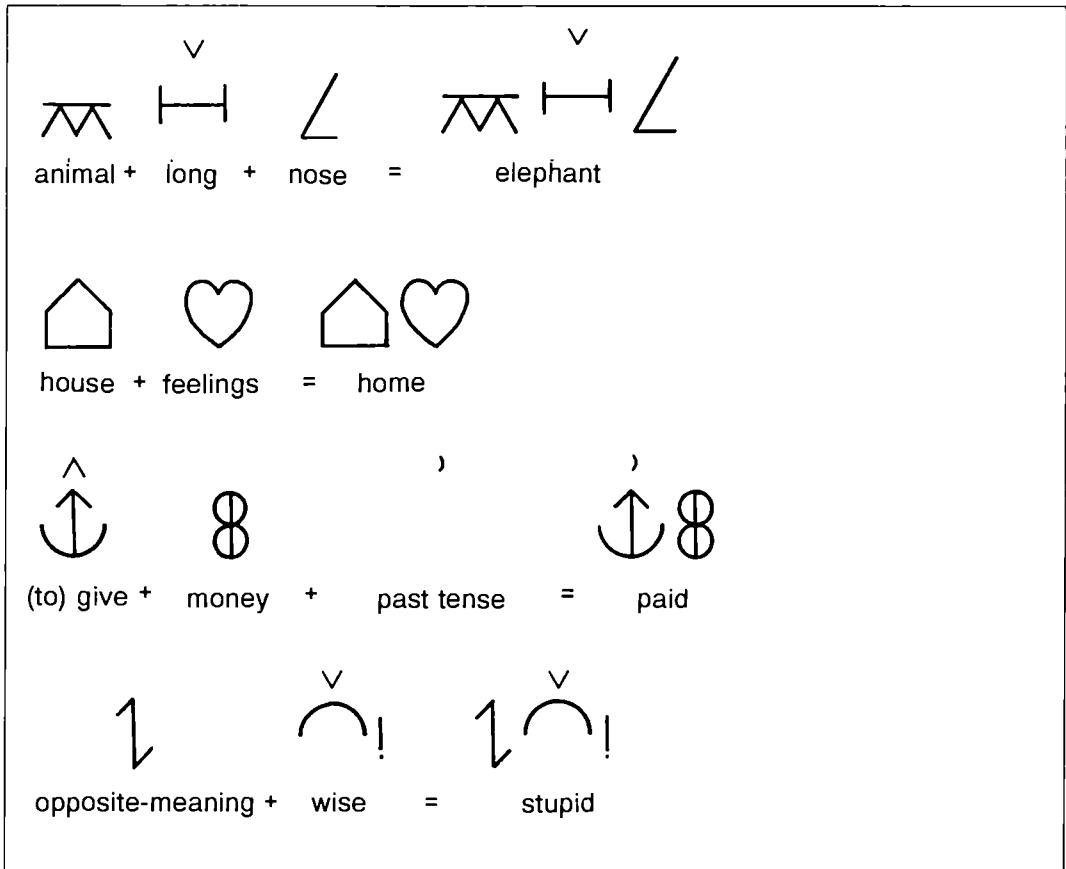 animal + long + nose = elephant
house + feelings = home
(to) give + money + past tense = paid
opposite-meaning + wise = stupid